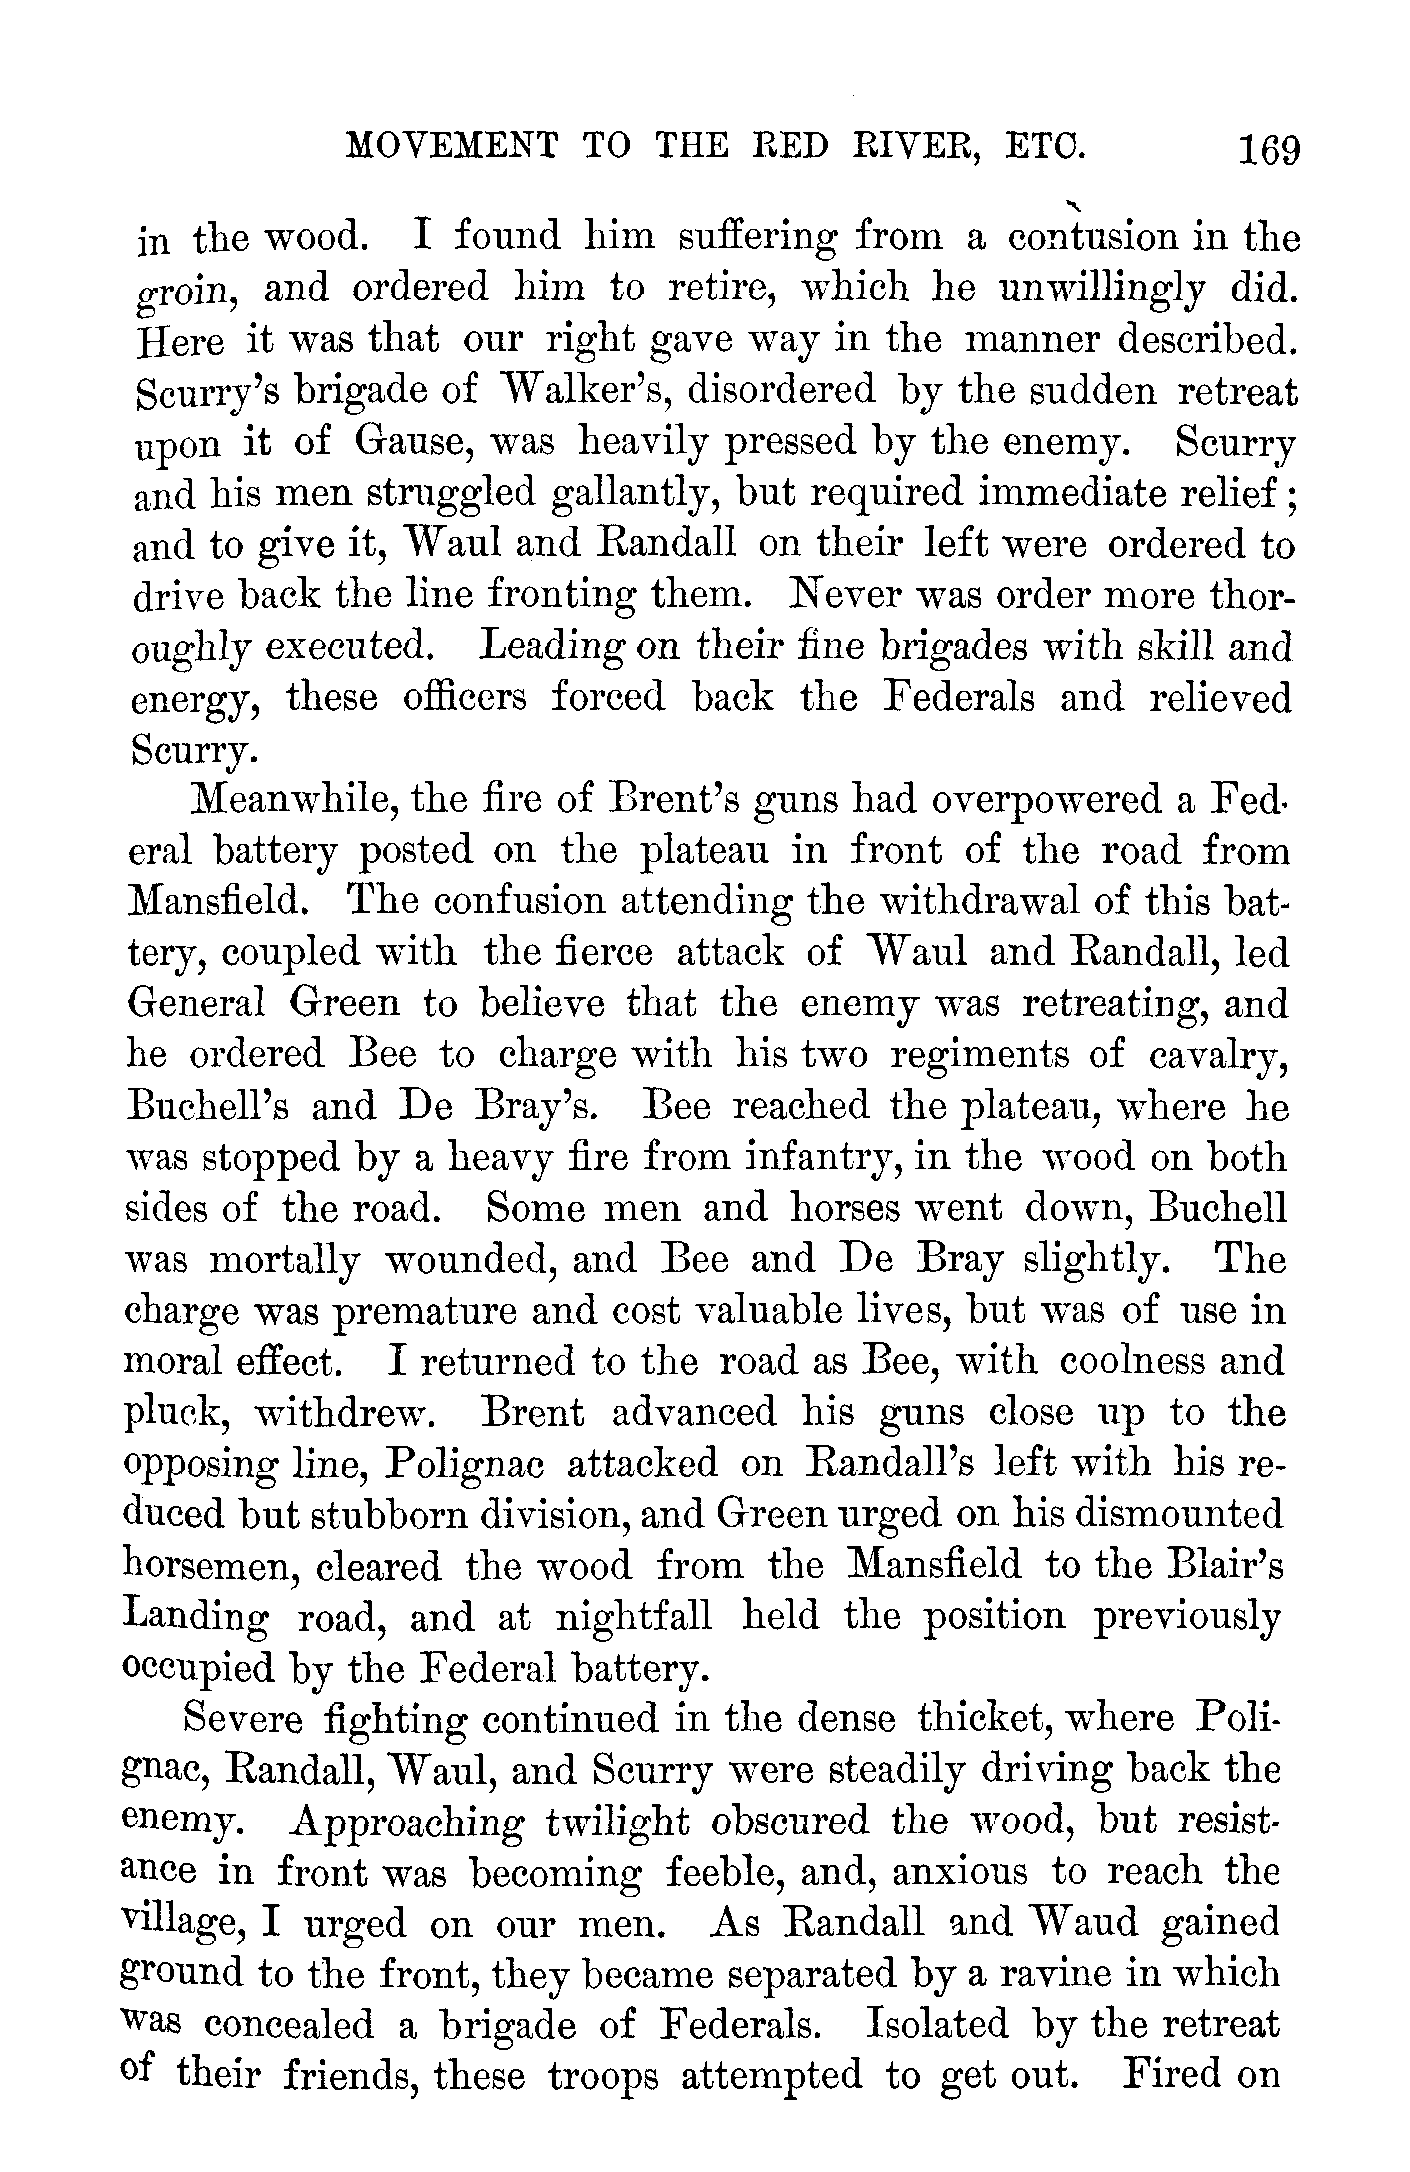 MOVEMENT TO THE RED RIVER, ETC. 169
in the wood. I found him suffering from a contusion in the
groin, and ordered him to retire, which he unwillingly did.
Here it was that our right gave way in the manner described.
Scurry's brigade of Walker's, disordered by the sudden retreat
upon it of Gause, was heavily pressed by the enemy. Scurry
and his men struggled gallantly, but required immediate relief;
and to give it, Waul and Randall on their left were ordered to
drive back the line fronting them. Never was order more thor-
oughly executed. Leading on their fine brigades with skill and
energy, these officers forced back the Federals and relieved
Scurry.
Meanwhile, the fire of Brent's guns had overpowered a Fed-
eral battery posted on the plateau in front of the road from
Mansfield. The confusion attending the withdrawal of this bat-
tery, coupled with the fierce attack of Waul and Randall, led
General Green to believe that the enemy was retreating, and
he ordered Bee to charge with his two regiments of cavalry,
Buchell's and De Bray's. Bee reached the plateau, where he
was stopped by a heavy fire from infantry, in the wood on both
sides of the road. Some men and horses went down, Buchell
was mortally wounded, and Bee and De Bray slightly. The
charge was premature and cost valuable lives, but was of use in
moral effect. I returned to the road as Bee, with coolness and
pluck, withdrew. Brent advanced his guns close up to the
opposing line, Polignac attacked on Randall's left with his re-
duced but stubborn division, and Green urged on his dismounted
horsemen, cleared the wood from the Mansfield to the Blair's
Landing road, and at nightfall held the position previously
occupied by the Federal battery.
Severe fighting continued in the dense thicket, where Poli-
gnac, Randall, Waul, and Scurry were steadily driving back the
enemy. Approaching twilight obscured the wood, but resist-
ance in front was becoming feeble, and, anxious to reach the
village, I urged on our men. As Randall and Waud gained
ground to the front, they became separated by a ravine in which
was concealed a brigade of Federals. Isolated by the retreat
of their friends, these troops attempted to get out. Fired on